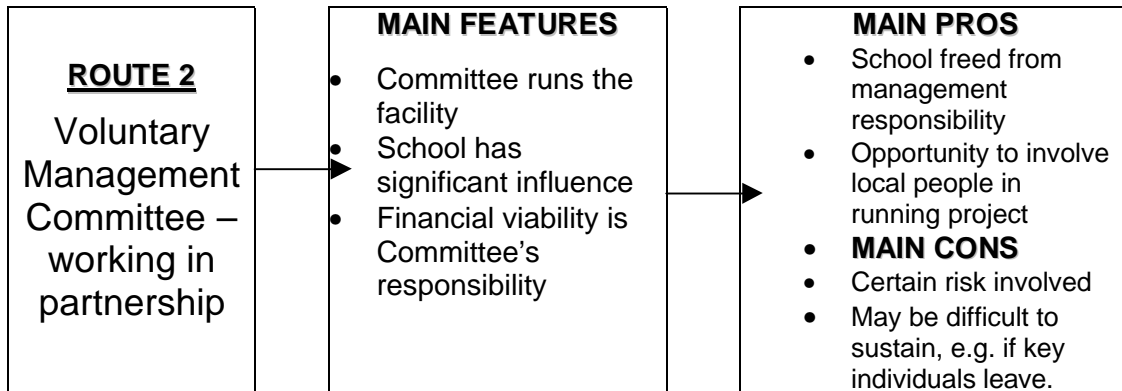 ROUTE 2
Voluntary
Management
Committee –
working in
partnership
MAIN FEATURES
• Committee runs the
facility
• School has
significant influence
• Financial viability is
Committee's
responsibility
MAIN PROS
• School freed from
management
responsibility
• Opportunity to involve
local people in
running project
• MAIN CONS
• Certain risk involved
• May be difficult to
sustain, e.g. if key
individuals leave.